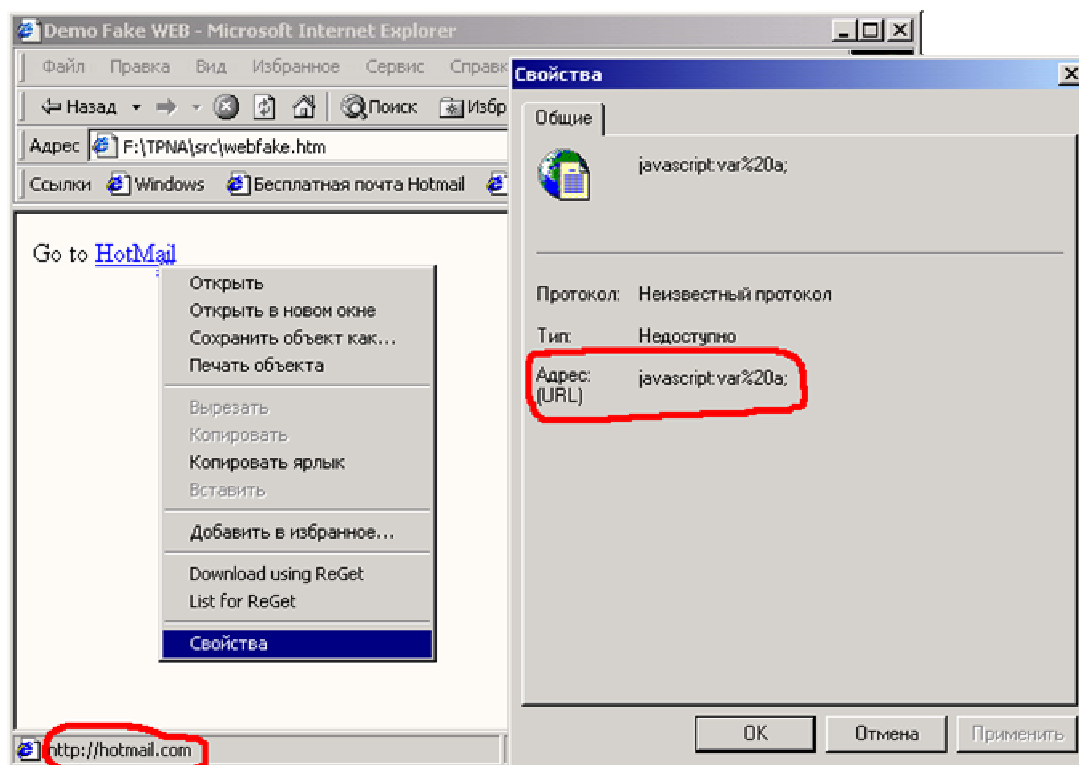 Demo Fake WEB - Microsoft Internet Explorer
Файл Правка Вид Избранное Сервис Справк
Назад Поиск Избр
Адрес F:\TPNA\src\webfake.htm
Ссылки Windows Бесплатная почта Hotmail
Go to HotMail
Открыть
Открыть в новом окне
Сохранить объект как...
Печать объекта
Вырезать
Копировать
Копировать ярлык
Вставить
Добавить в избранное...
Download using ReGet
List for ReGet
Свойства
http://hotmail.com
Свойства
Общие
javascript:var%20a;
Протокол: Неизвестный протокол
Тип: Недоступно
Адрес: javascript:var%20a;
(URL)
OK Отмена Применить